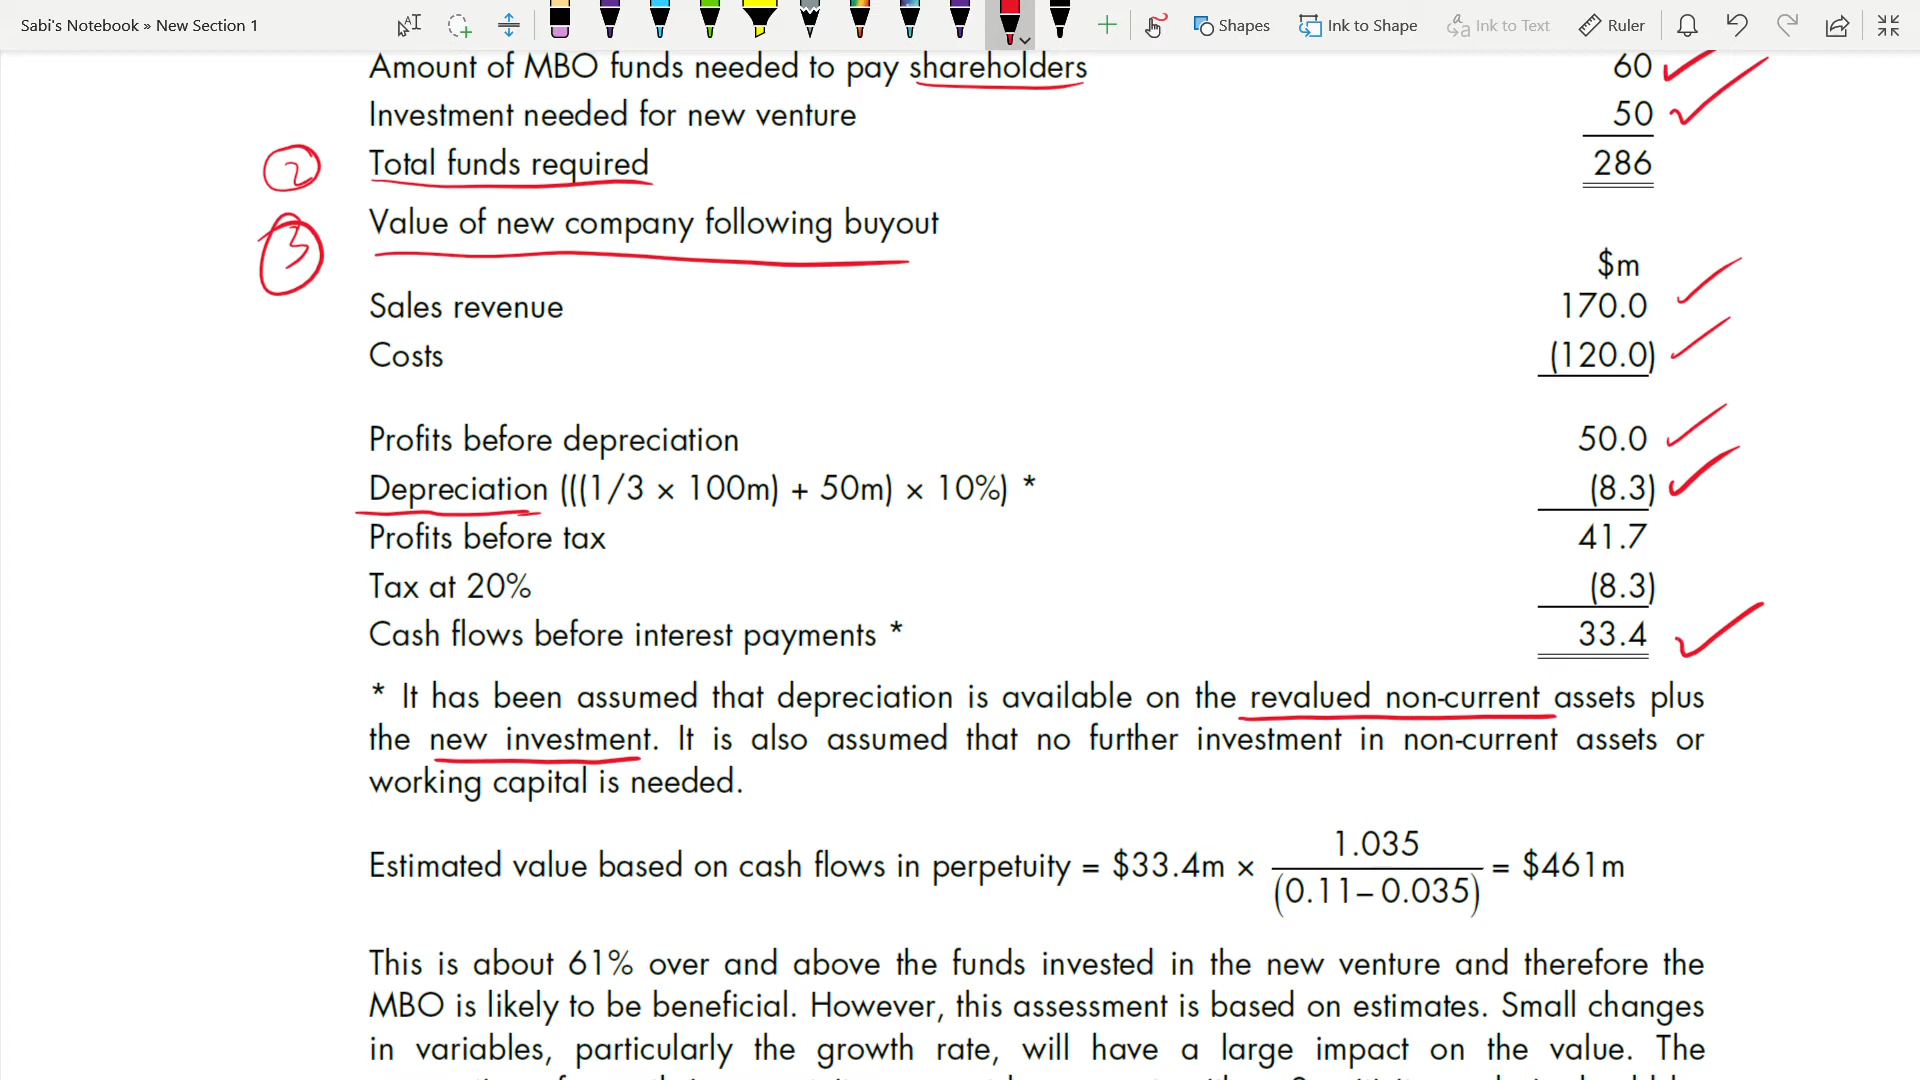 Sabi's Notebook » New Section 1
Shapes
Ink to Shape
Ink to Text
Ruler
Amount of MBO funds needed to pay shareholders 60
Investment needed for new venture 50
2 Total funds required 286
3 Value of new company following buyout
$m
Sales revenue 170.0
Costs (120.0)
Profits before depreciation 50.0
Depreciation (((1/3 × 100m) + 50m) × 10%) * (8.3)
Profits before tax 41.7
Tax at 20% (8.3)
Cash flows before interest payments * 33.4
* It has been assumed that depreciation is available on the revalued non-current assets plus
the new investment. It is also assumed that no further investment in non-current assets or
working capital is needed.
1.035
Estimated value based on cash flows in perpetuity = $33.4m × = $461m
(0.11– 0.035)
This is about 61% over and above the funds invested in the new venture and therefore the
MBO is likely to be beneficial. However, this assessment is based on estimates. Small changes
in variables, particularly the growth rate, will have a large impact on the value. The